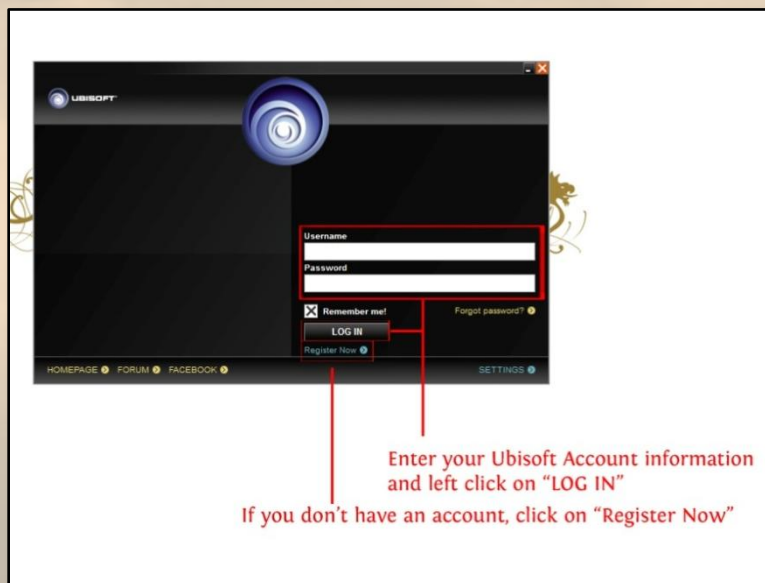 UBISOFT
Username
Password
Remember me!
Forgot password?
LOG IN
Register Now
HOMEPAGE FORUM FACEBOOK SETTINGS
Enter your Ubisoft Account information
and left click on “LOG IN”
If you don’t have an account, click on “Register Now”